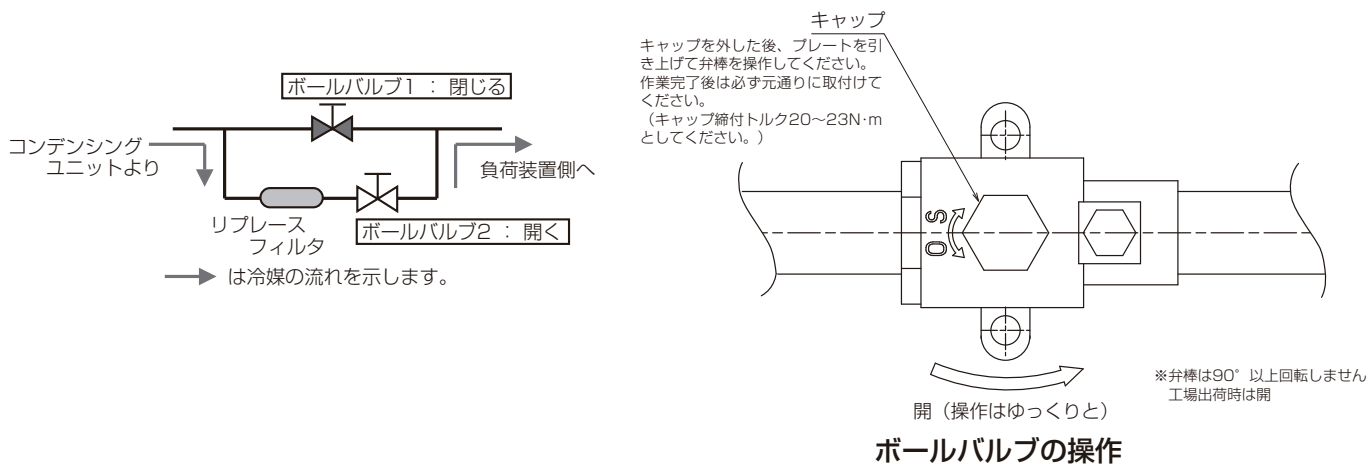 ボールバルブ1 : 閉じる
コンデンシング
ユニットより
負荷装置側へ
リプレース
フィルタ
ボールバルブ2 : 開く
は冷媒の流れを示します。
キャップ
キャップを外した後、プレートを引
き上げて弁棒を操作してください。
作業完了後は必ず元通りに取付けて
ください。
(キャップ締付トルク20〜23N·m
としてください。)
S
O
開(操作はゆっくりと)
※弁棒は90°以上回転しません
工場出荷時は開
ボールバルブの操作